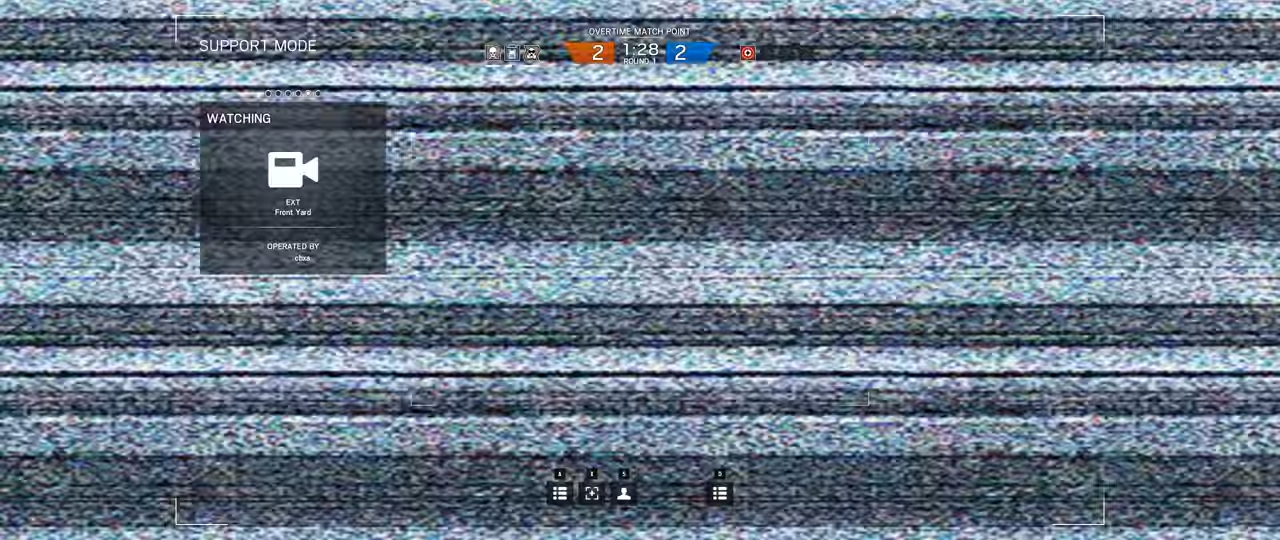 OVERTIME MATCH POINT
SUPPORT MODE
2 1:28 2
ROUND 1
WATCHING
EXT
Front Yard
OPERATED BY
cbxa
A X S D